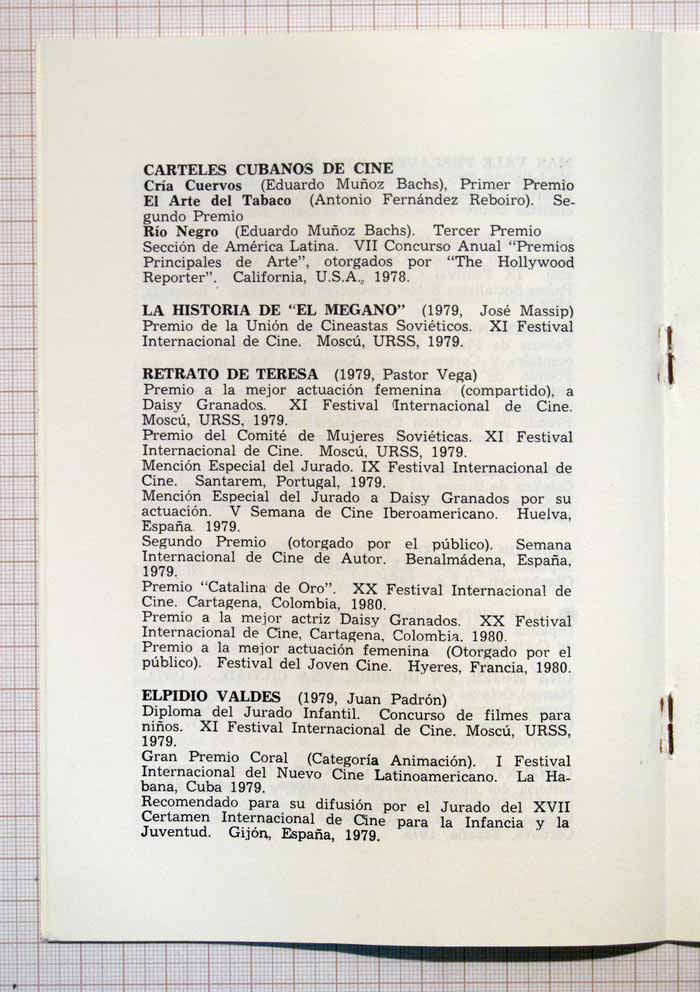 CARTELES CUBANOS DE CINE
Cría Cuervos (Eduardo Muñoz Bachs), Primer Premio
El Arte del Tabaco (Antonio Fernández Reboiro). Se-
gundo Premio
Río Negro (Eduardo Muñoz Bachs). Tercer Premio
Sección de América Latina. VII Concurso Anual “Premios
Principales de Arte”, otorgados por “The Hollywood
Reporter”. California, U.S.A., 1978.
LA HISTORIA DE “EL MEGANO” (1979, José Massip)
Premio de la Unión de Cineastas Soviéticos. XI Festival
Internacional de Cine. Moscú, URSS, 1979.
RETRATO DE TERESA (1979, Pastor Vega)
Premio a la mejor actuación femenina (compartido), a
Daisy Granados. XI Festival Internacional de Cine.
Moscú, URSS, 1979.
Premio del Comité de Mujeres Soviéticas. XI Festival
Internacional de Cine. Moscú, URSS, 1979.
Mención Especial del Jurado. IX Festival Internacional de
Cine. Santarem, Portugal, 1979.
Mención Especial del Jurado a Daisy Granados por su
actuación. V Semana de Cine Iberoamericano. Huelva,
España. 1979.
Segundo Premio (otorgado por el público). Semana
Internacional de Cine de Autor. Benalmádena, España,
1979.
Premio “Catalina de Oro”. XX Festival Internacional de
Cine. Cartagena, Colombia, 1980.
Premio a la mejor actriz Daisy Granados. XX Festival
Internacional de Cine, Cartagena, Colombia. 1980.
Premio a la mejor actuación femenina (Otorgado por el
público). Festival del Joven Cine. Hyeres, Francia, 1980.
ELPIDIO VALDES (1979, Juan Padrón)
Diploma del Jurado Infantil. Concurso de filmes para
niños. XI Festival Internacional de Cine. Moscú, URSS,
1979.
Gran Premio Coral (Categoría Animación). I Festival
Internacional del Nuevo Cine Latinoamericano. La Ha-
bana, Cuba 1979.
Recomendado para su difusión por el Jurado del XVII
Certamen Internacional de Cine para la Infancia y la
Juventud. Gijón, España, 1979.